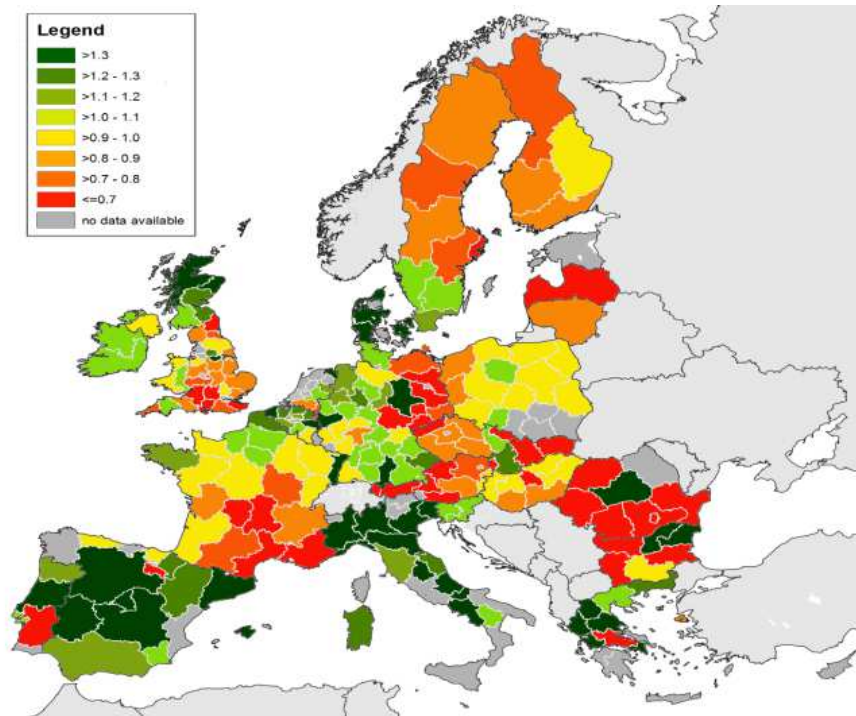 Legend
>1.3
>1.2 - 1.3
>1.1 - 1.2
>1.0 - 1.1
>0.9 - 1.0
>0.8 - 0.9
>0.7 - 0.8
<=0.7
no data available